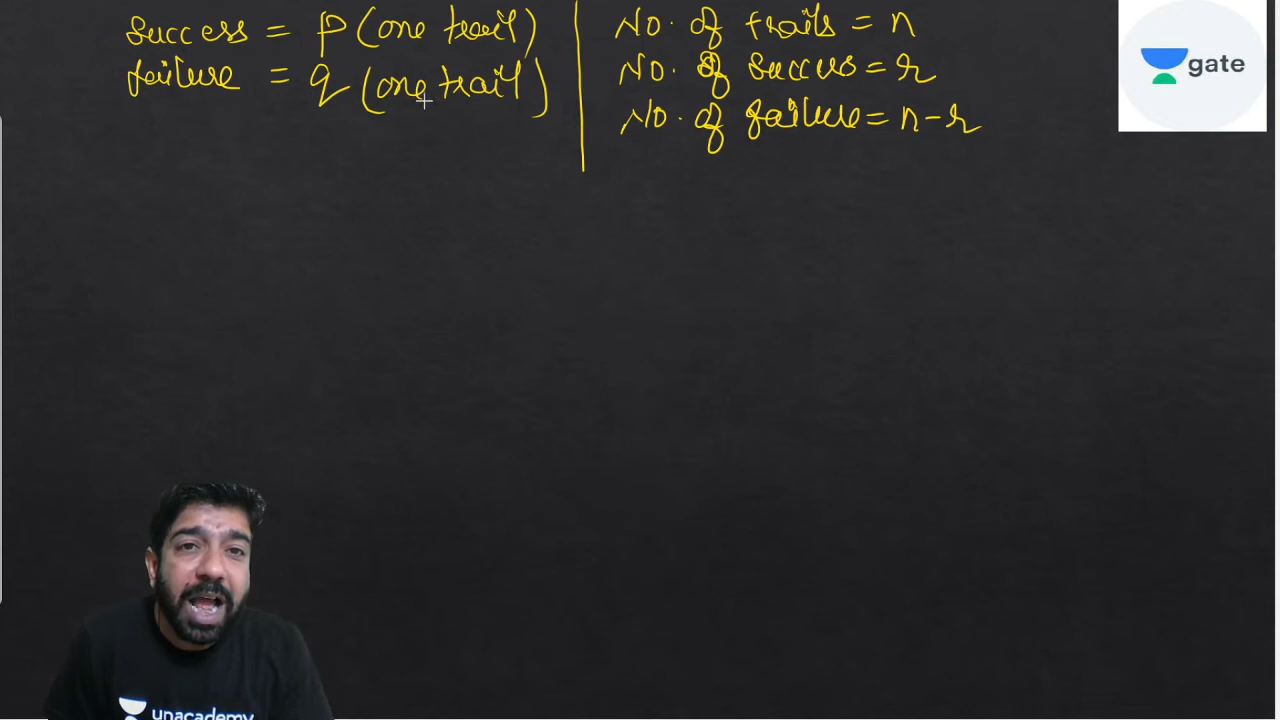 success = p (one trail)
failure = q (one trail)
No. of trails = n
No. of success = r
No. of failure = n-r
gate
unacademy